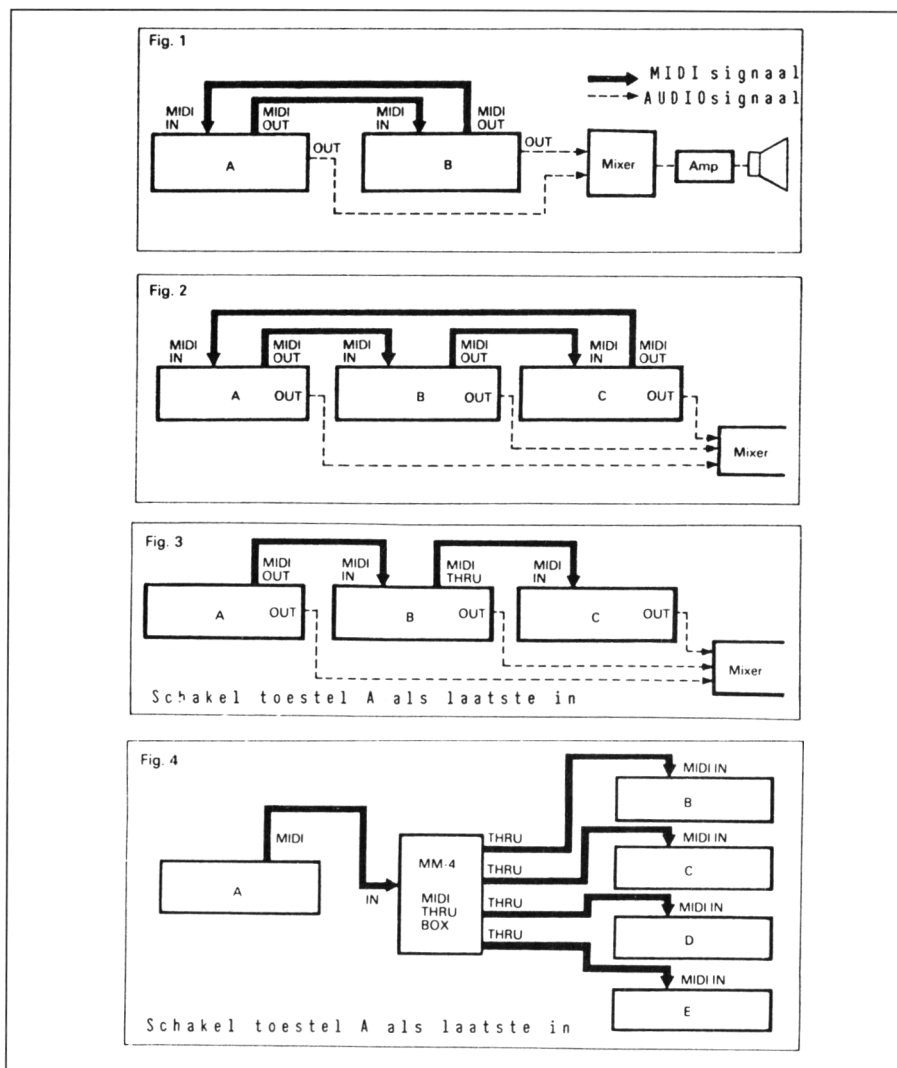 Fig. 1
MIDI signaal
AUDIOsignaal
MIDI IN
MIDI OUT
MIDI IN
MIDI OUT
A
OUT
B
OUT
Mixer
Amp
Fig. 2
MIDI IN
MIDI OUT
MIDI IN
MIDI OUT
MIDI IN
MIDI OUT
A
OUT
B
OUT
C
OUT
Mixer
Fig. 3
MIDI OUT
MIDI IN
MIDI THRU
MIDI IN
A
OUT
B
OUT
C
OUT
Mixer
Schakel toestel A als laatste in
Fig. 4
MIDI
A
IN
MM-4
MIDI
THRU
BOX
THRU
THRU
THRU
THRU
MIDI IN
B
MIDI IN
C
MIDI IN
D
MIDI IN
E
Schakel toestel A als laatste in